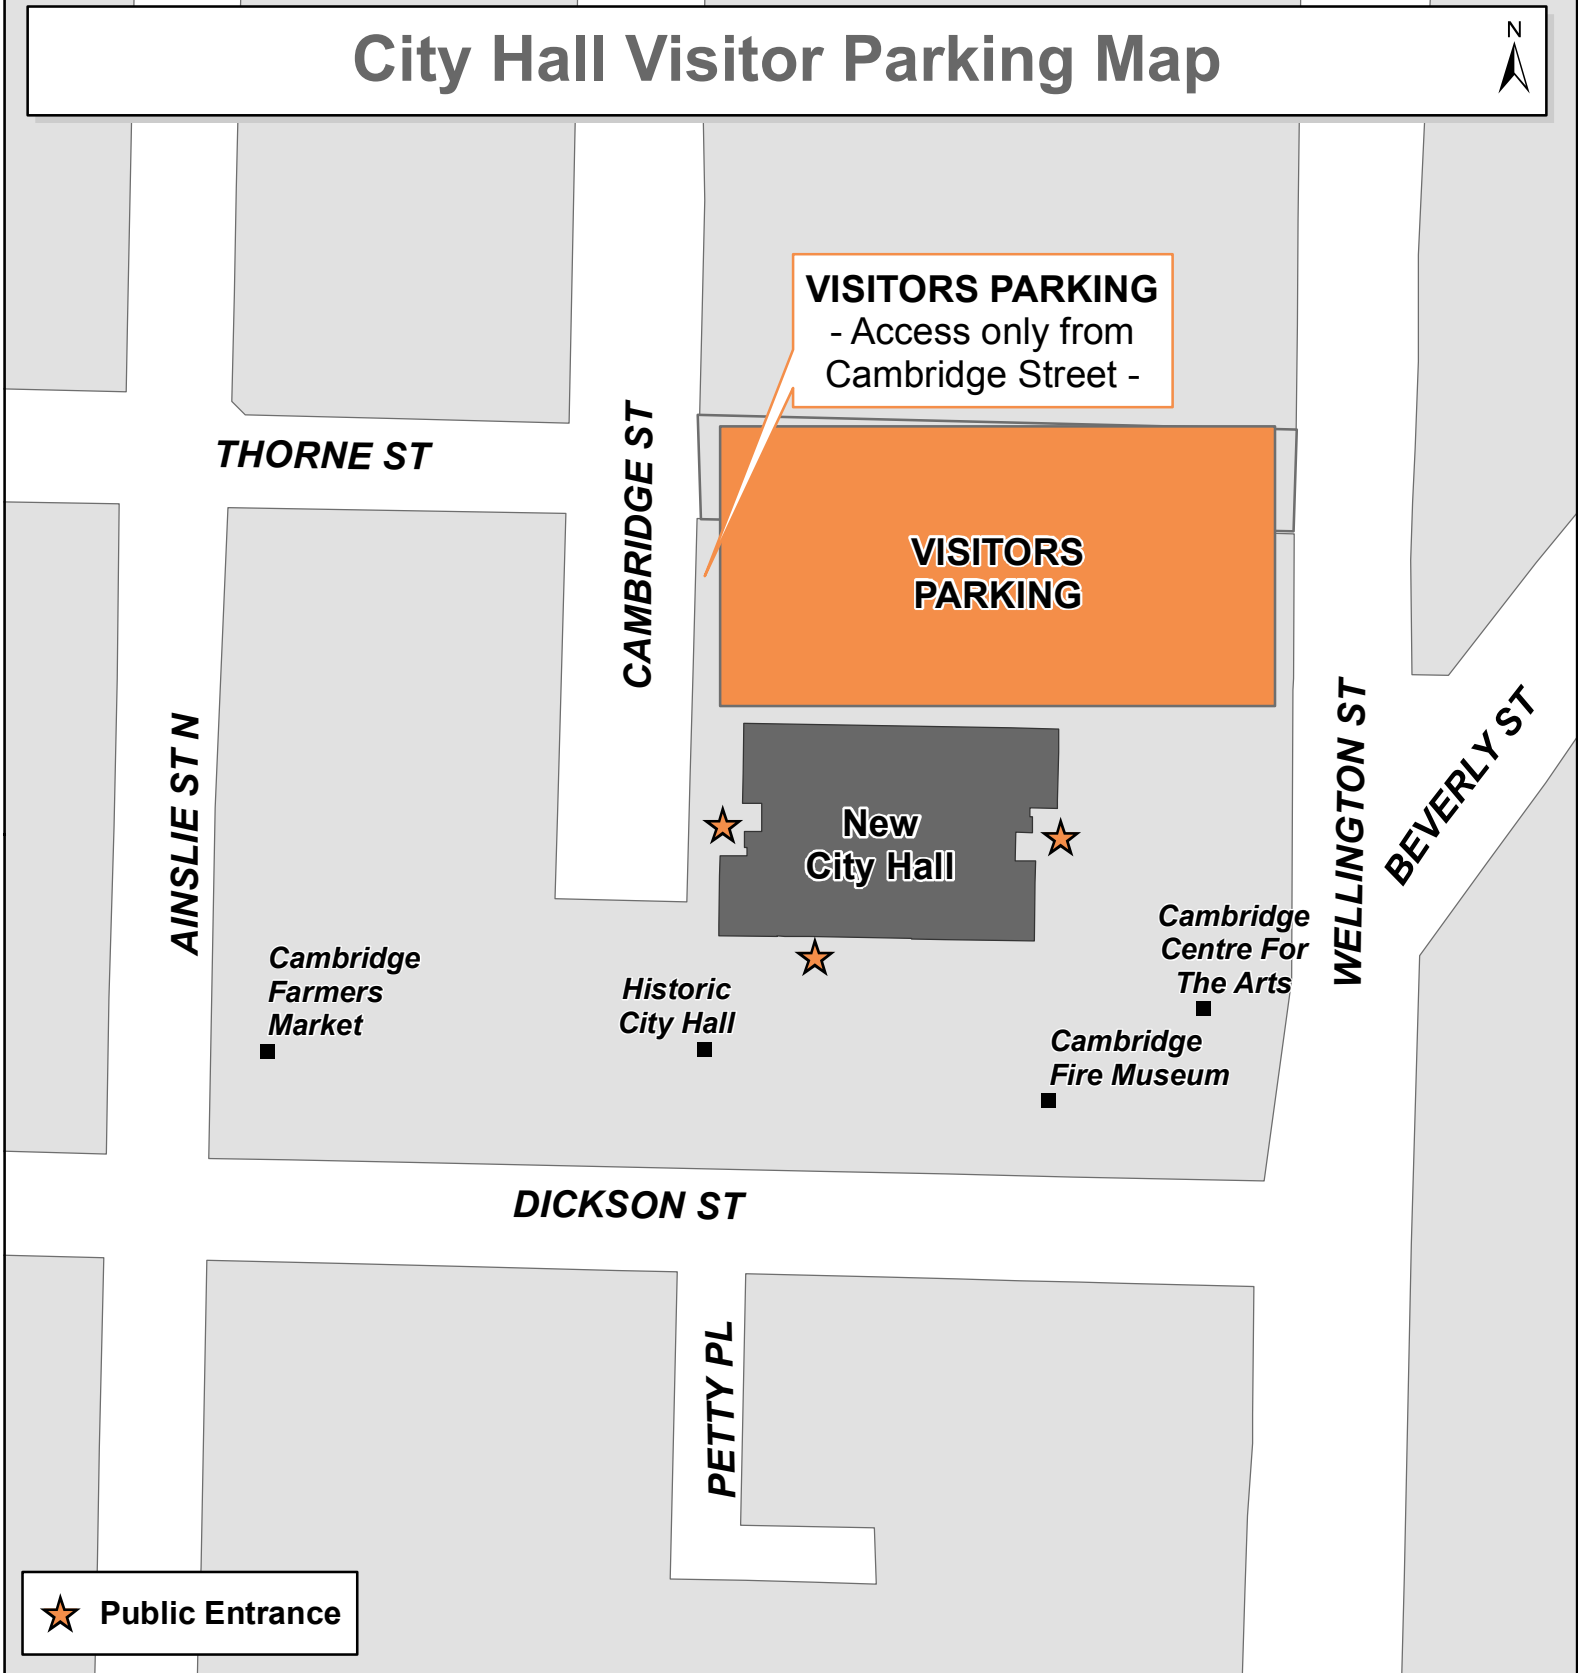 City Hall Visitor Parking Map
N
VISITORS PARKING
- Access only from
Cambridge Street -
THORNE ST
CAMBRIDGE ST
VISITORS
PARKING
AINSLIE ST N
WELLINGTON ST
BEVERLY ST
New
City Hall
Cambridge
Farmers
Market
Historic
City Hall
Cambridge
Centre For
The Arts
Cambridge
Fire Museum
DICKSON ST
PETTY PL
Public Entrance